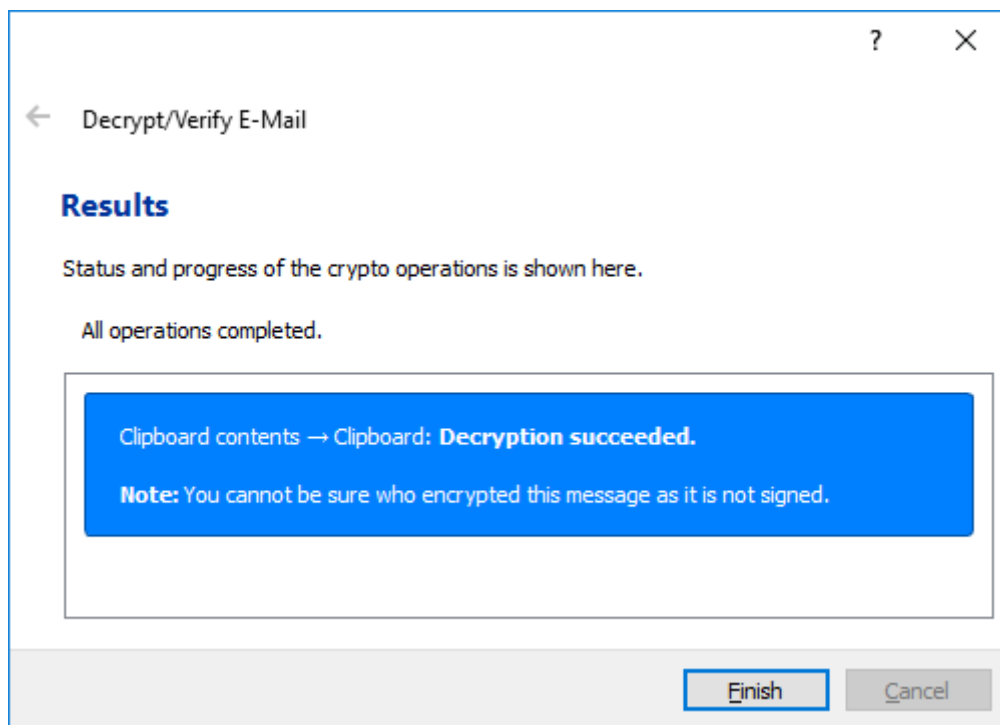 ?
Decrypt/Verify E-Mail
Results
Status and progress of the crypto operations is shown here.
All operations completed.
Clipboard contents → Clipboard: Decryption succeeded.
Note: You cannot be sure who encrypted this message as it is not signed.
Finish Cancel